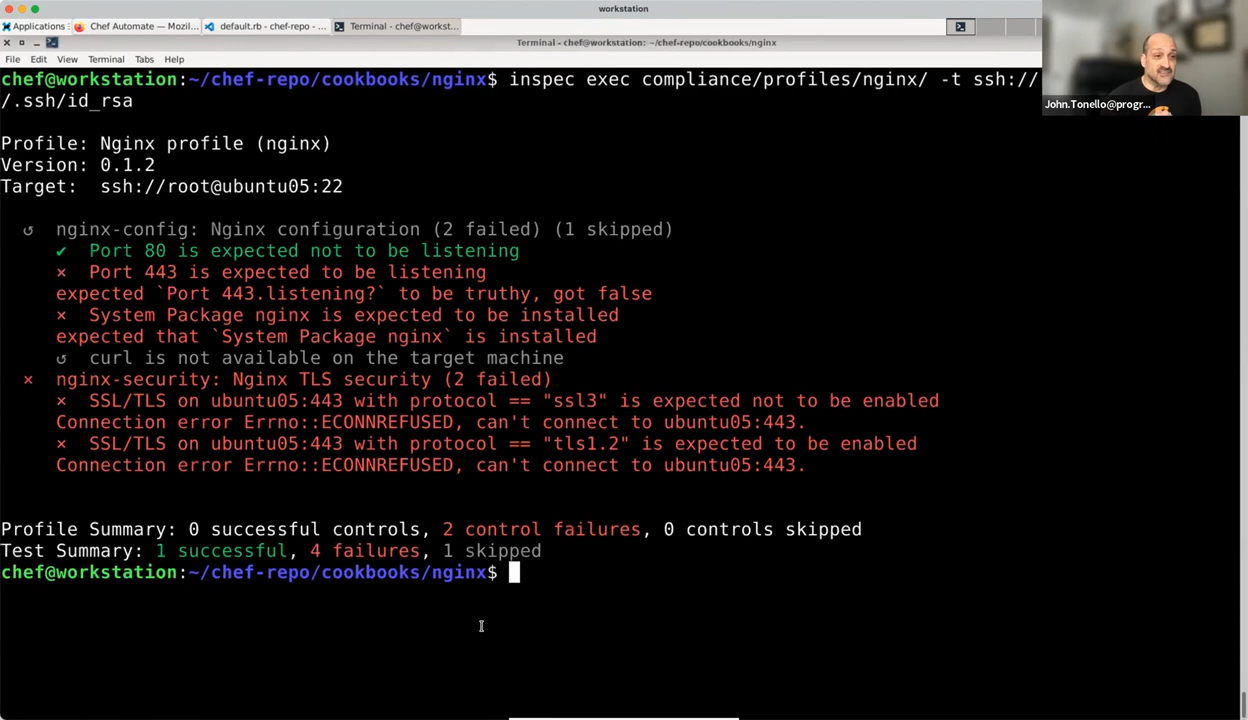 workstation
Applications
Chef Automate — Mozil...
default.rb - chef-repo - ...
Terminal - chef@workst...
Terminal - chef@workstation: ~/chef-repo/cookbooks/nginx
File Edit View Terminal Tabs Help
chef@workstation:~/chef-repo/cookbooks/nginx$ inspec exec compliance/profiles/nginx/ -t ssh://
/.ssh/id_rsa
John.Tonello@progr...
Profile: Nginx profile (nginx)
Version: 0.1.2
Target:  ssh://root@ubuntu05:22
↺  nginx-config: Nginx configuration (2 failed) (1 skipped)
✔  Port 80 is expected not to be listening
×  Port 443 is expected to be listening
expected `Port 443.listening?` to be truthy, got false
×  System Package nginx is expected to be installed
expected that `System Package nginx` is installed
↺  curl is not available on the target machine
×  nginx-security: Nginx TLS security (2 failed)
×  SSL/TLS on ubuntu05:443 with protocol == "ssl3" is expected not to be enabled
Connection error Errno::ECONNREFUSED, can't connect to ubuntu05:443.
×  SSL/TLS on ubuntu05:443 with protocol == "tls1.2" is expected to be enabled
Connection error Errno::ECONNREFUSED, can't connect to ubuntu05:443.
Profile Summary: 0 successful controls, 2 control failures, 0 controls skipped
Test Summary: 1 successful, 4 failures, 1 skipped
chef@workstation:~/chef-repo/cookbooks/nginx$